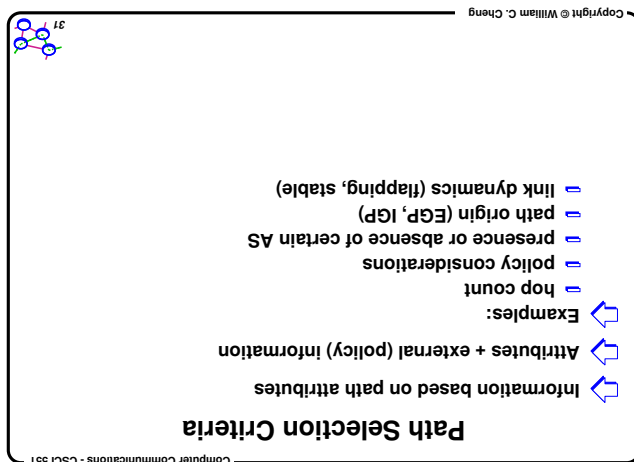 Computer Communications - CSCI 551
Path Selection Criteria
Information based on path attributes
Attributes + external (policy) information
Examples:
hop count
policy considerations
presence or absence of certain AS
path origin (EGP, IGP)
link dynamics (flapping, stable)
31
Copyright © William C. Cheng